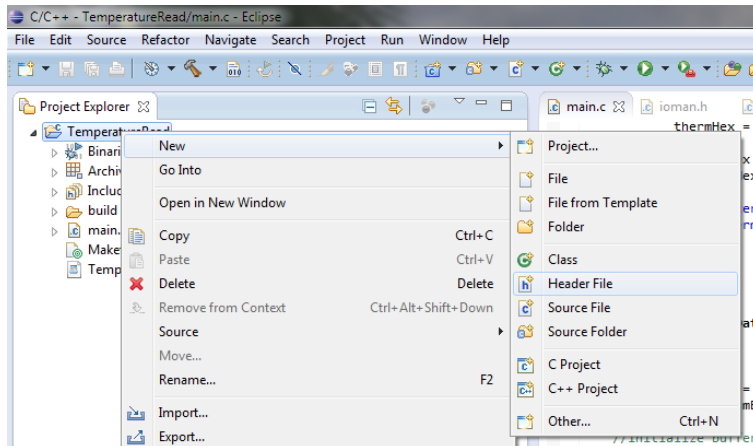 C/C++ - TemperatureRead/main.c - Eclipse
File Edit Source Refactor Navigate Search Project Run Window Help
Project Explorer
main.c ioman.h
thermHex =
TemperatureRead
Binari
Archiv
Includ
build
main.
Make
Temp
New
Go Into
Open in New Window
Copy Ctrl+C
Paste Ctrl+V
Delete Delete
Remove from Context Ctrl+Alt+Shift+Down
Source
Move...
Rename... F2
Import...
Export...
Project...
File
File from Template
Folder
Class
Header File
Source File
Source Folder
C Project
C++ Project
Other... Ctrl+N
//Initialize buffe